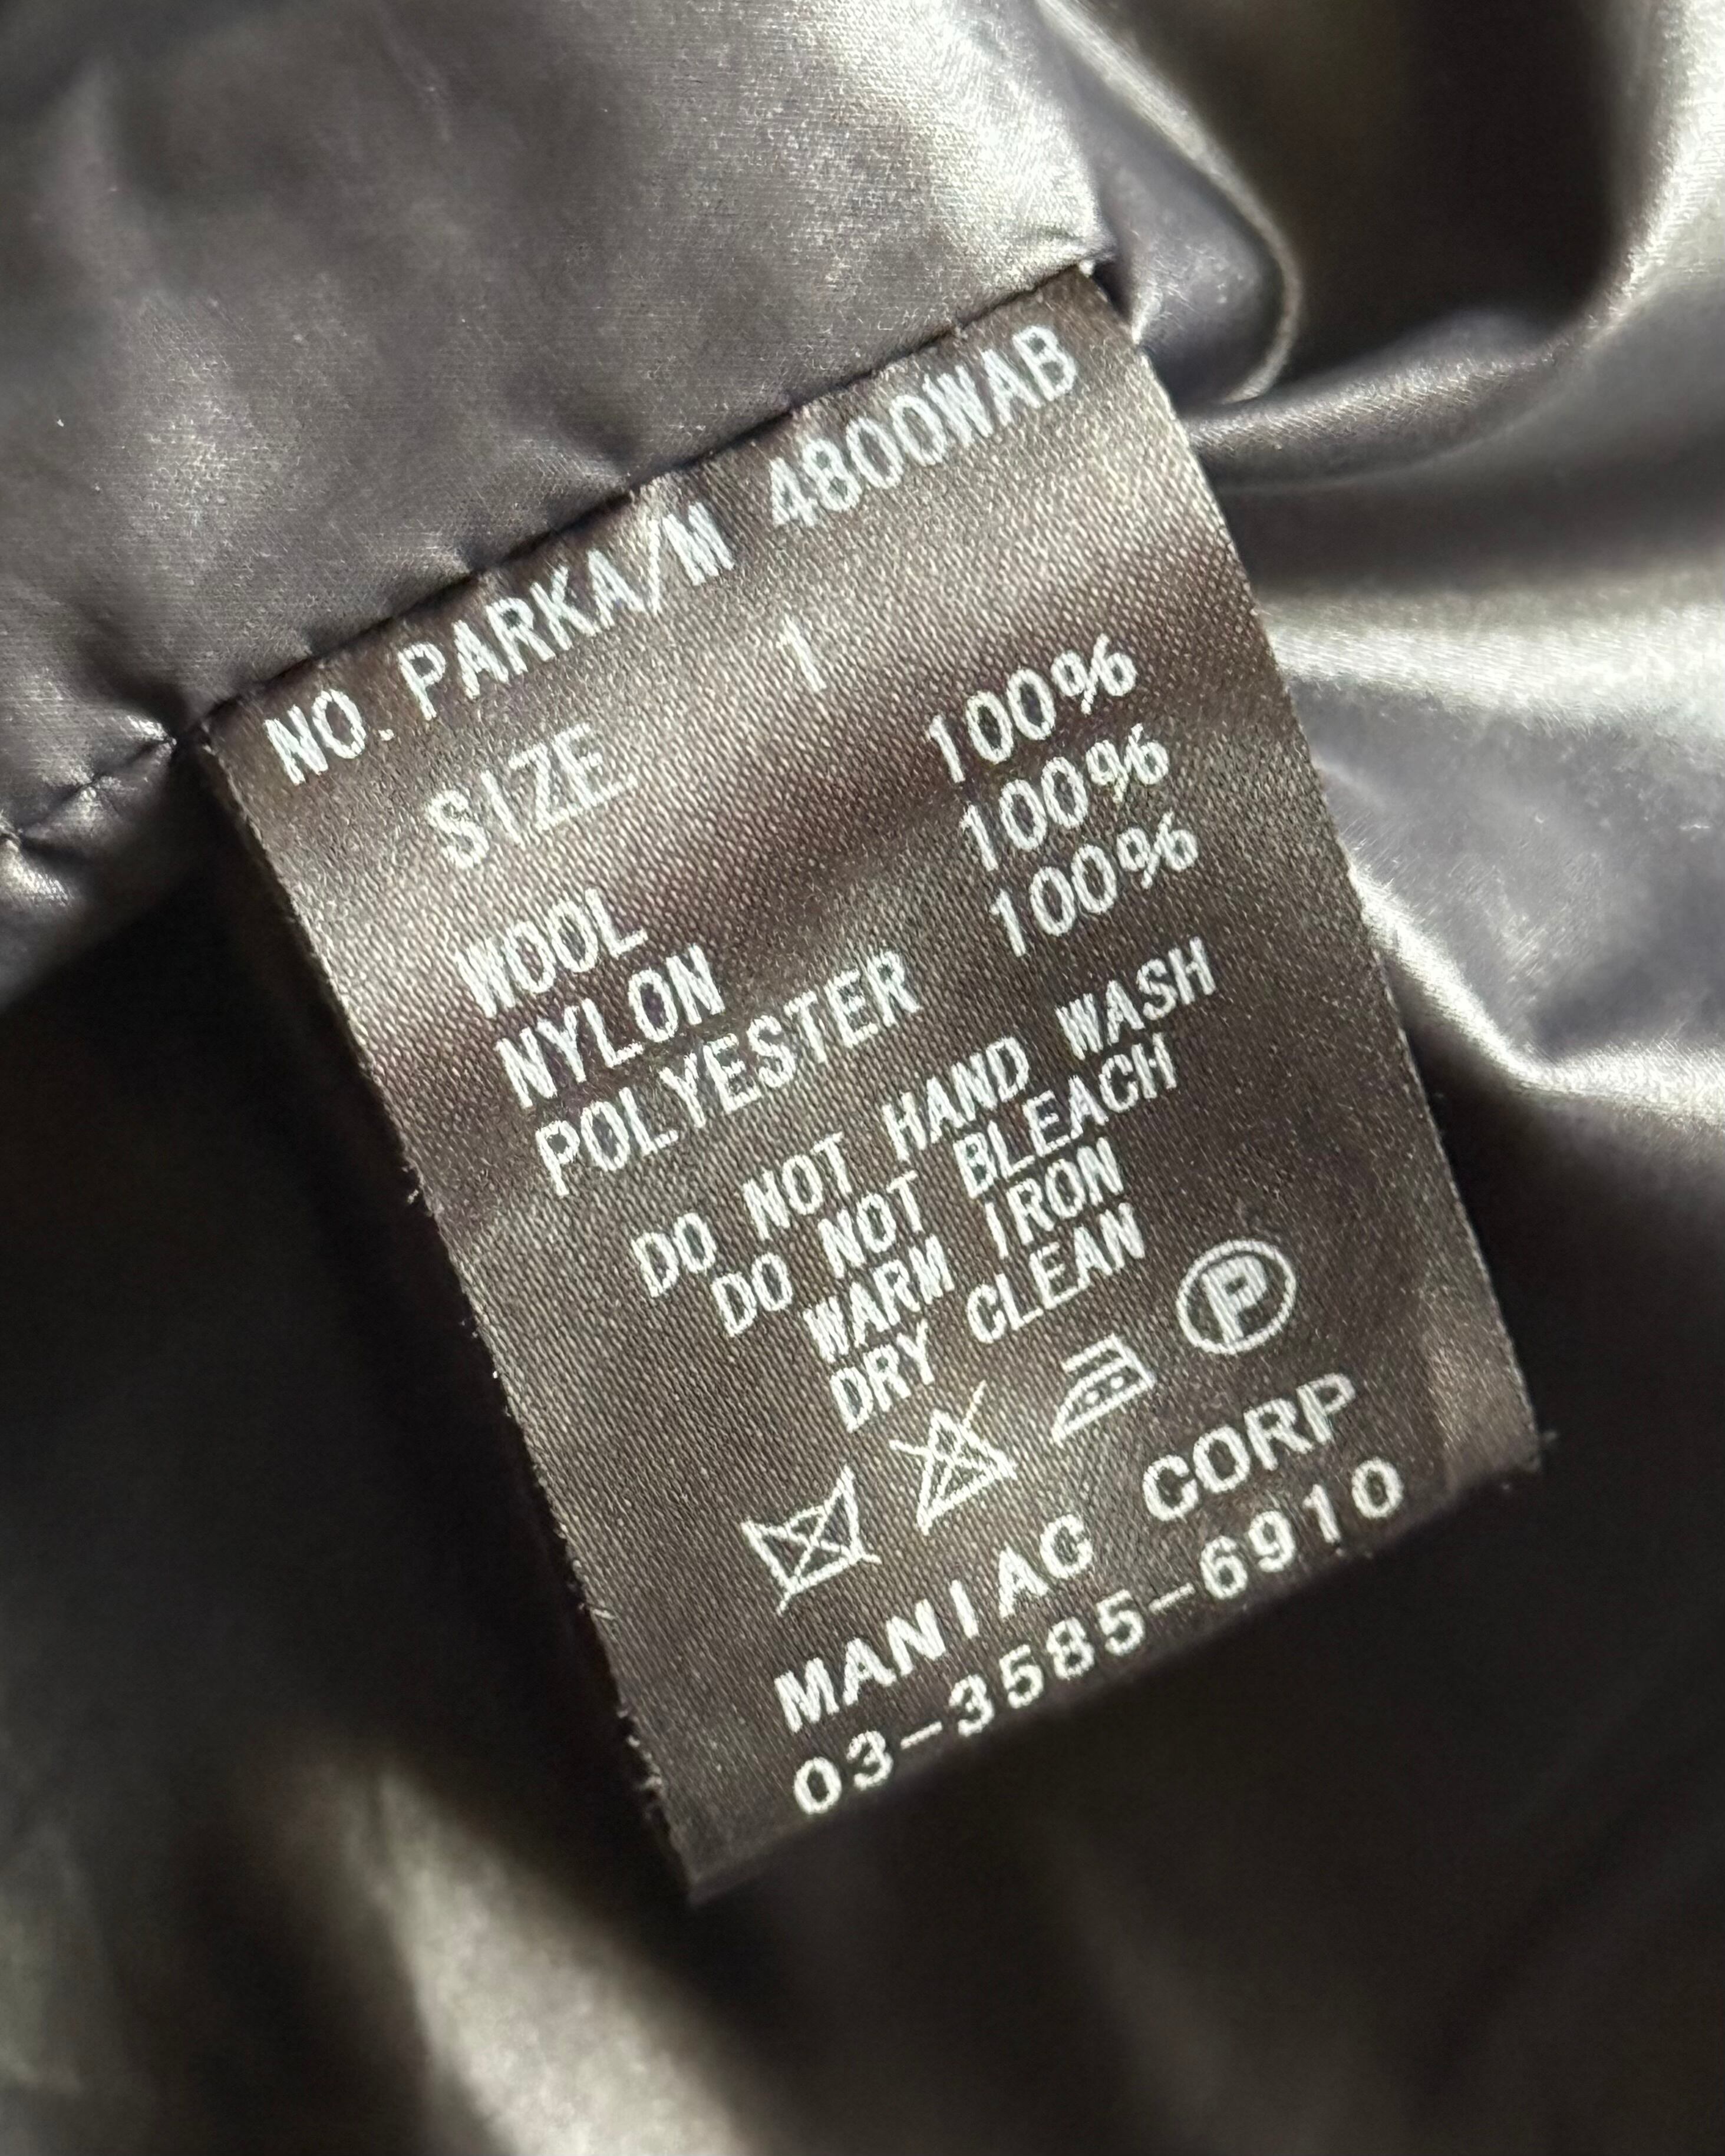 NO. PARKA/M 4800WAB
SIZE 1
WOOL 100%
NYLON 100%
POLYESTER 100%
DO NOT HAND WASH
DO NOT BLEACH
WARM IRON
DRY CLEAN
P
MANIAC CORP
03-3585-6910